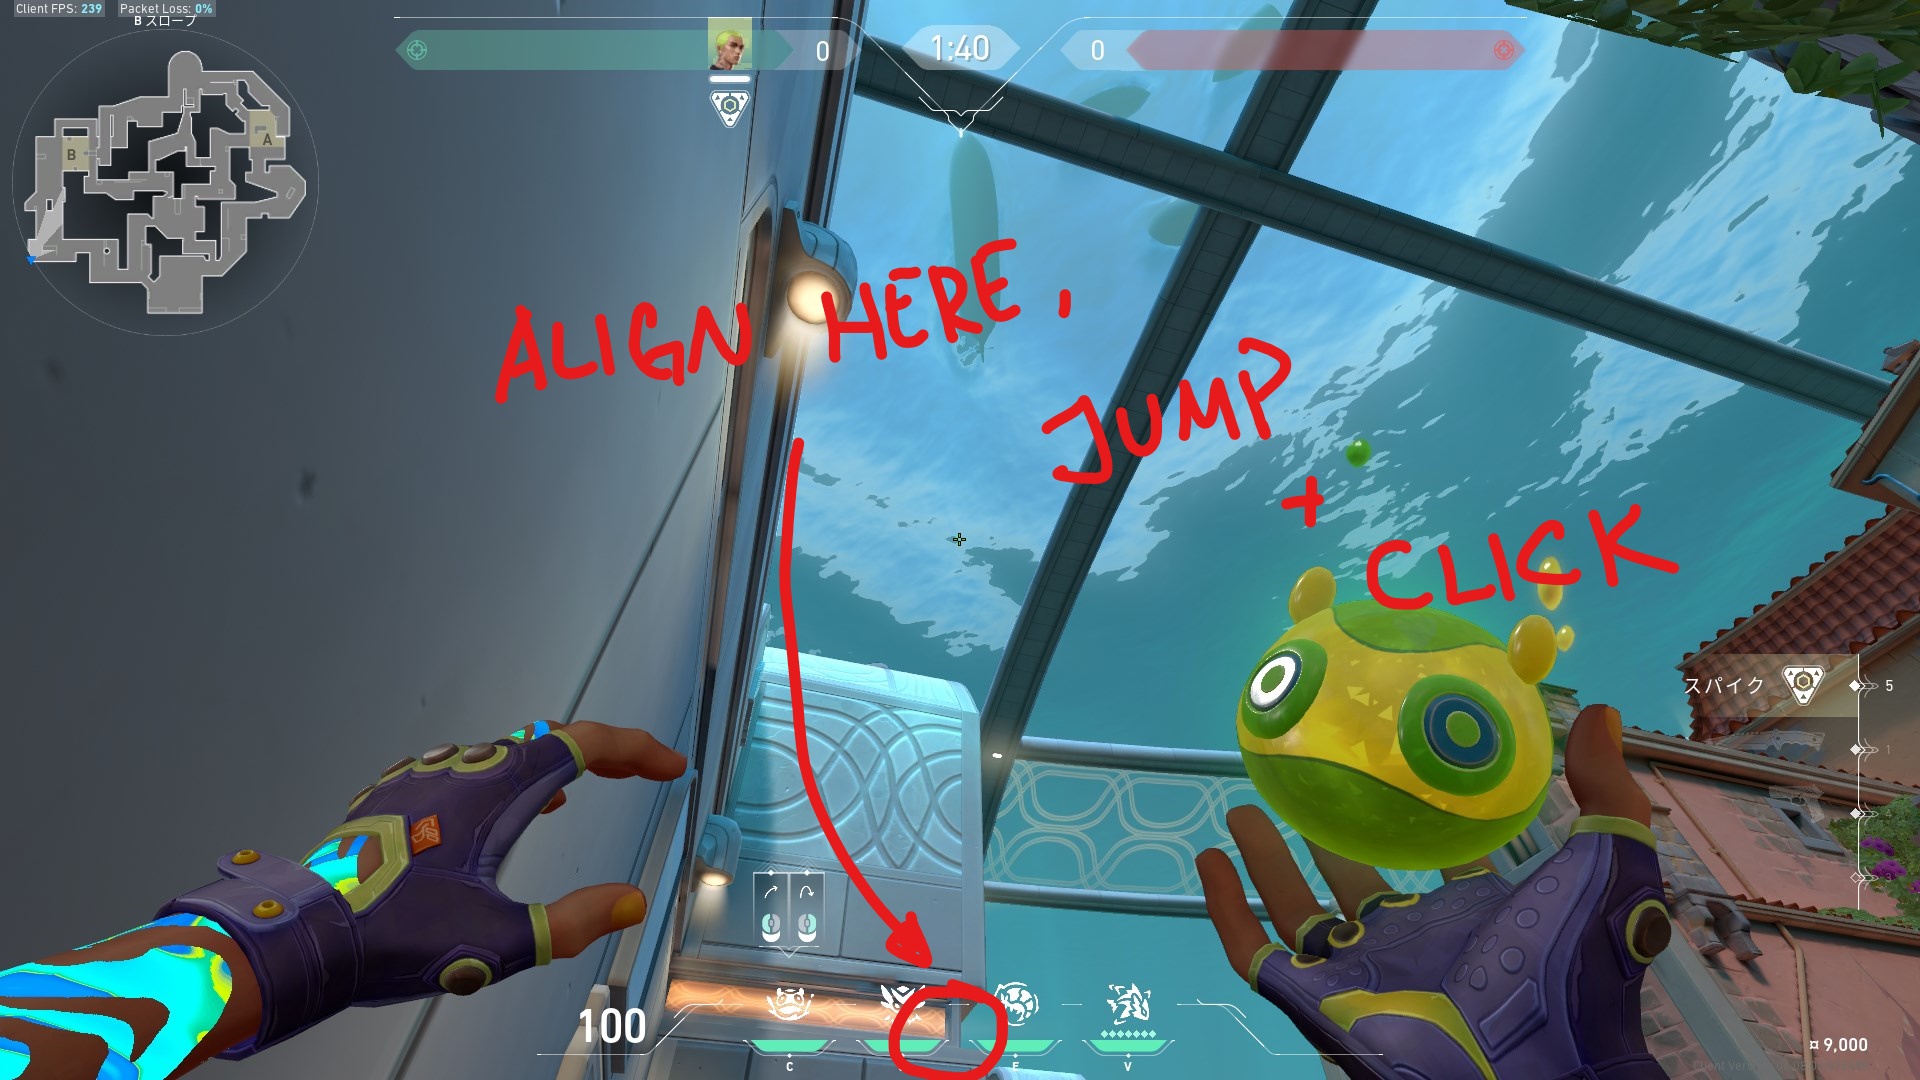 Client FPS: 239 Packet Loss: 0%
B スロープ
0 1:40 0
A
B
ALIGN HERE,
JUMP
+
CLICK
スパイク 5
1
100
C E V
¤ 9,000